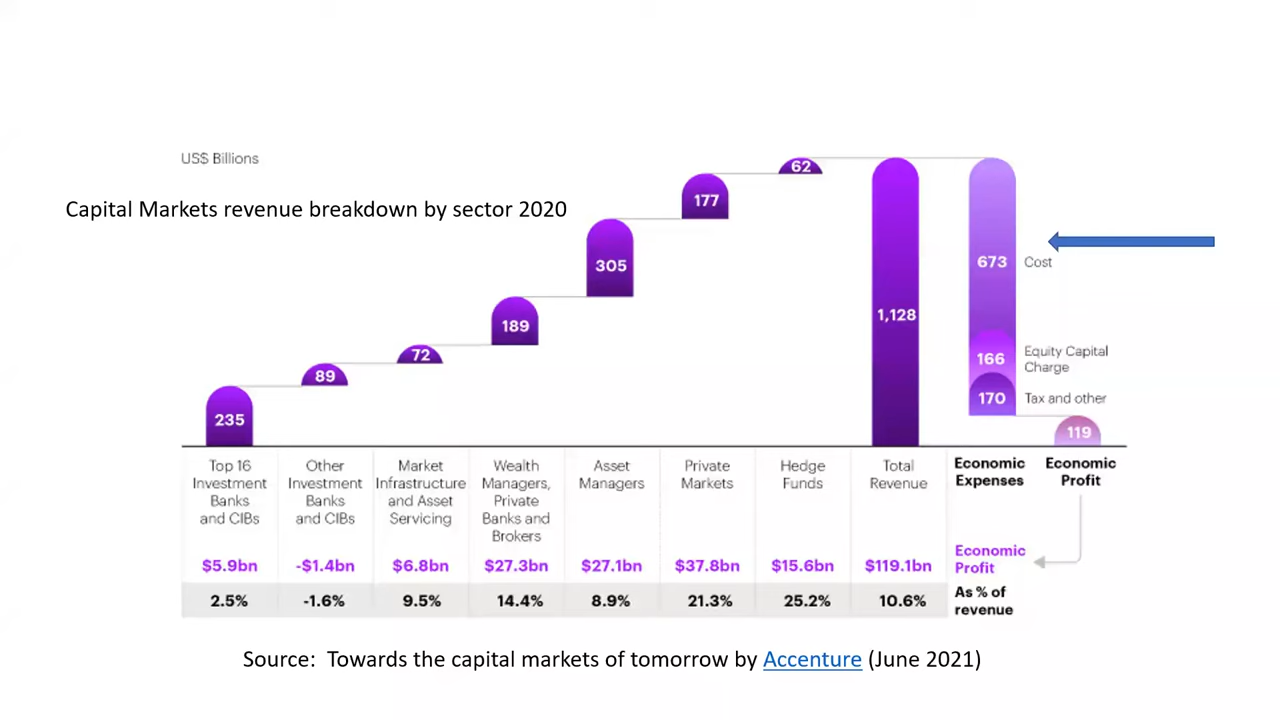 US$ Billions
Capital Markets revenue breakdown by sector 2020
235
89
72
189
305
177
62
1,128
673
Cost
166
Equity Capital
Charge
170
Tax and other
119
Top 16
Investment
Banks
and CIBs
Other
Investment
Banks
and CIBs
Market
Infrastructure
and Asset
Servicing
Wealth
Managers,
Private
Banks and
Brokers
Asset
Managers
Private
Markets
Hedge
Funds
Total
Revenue
Economic
Expenses
Economic
Profit
$5.9bn
-$1.4bn
$6.8bn
$27.3bn
$27.1bn
$37.8bn
$15.6bn
$119.1bn
Economic
Profit
2.5%
-1.6%
9.5%
14.4%
8.9%
21.3%
25.2%
10.6%
As % of
revenue
Source: Towards the capital markets of tomorrow by Accenture (June 2021)